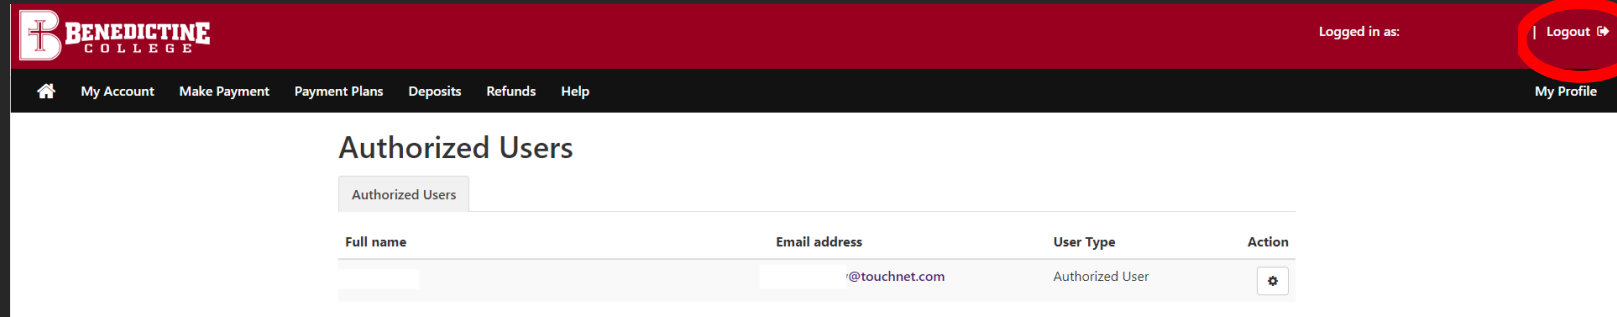 BENEDICTINE
COLLEGE
Logged in as: | Logout
My Account Make Payment Payment Plans Deposits Refunds Help My Profile
Authorized Users
Authorized Users
Full name Email address User Type Action
@touchnet.com Authorized User